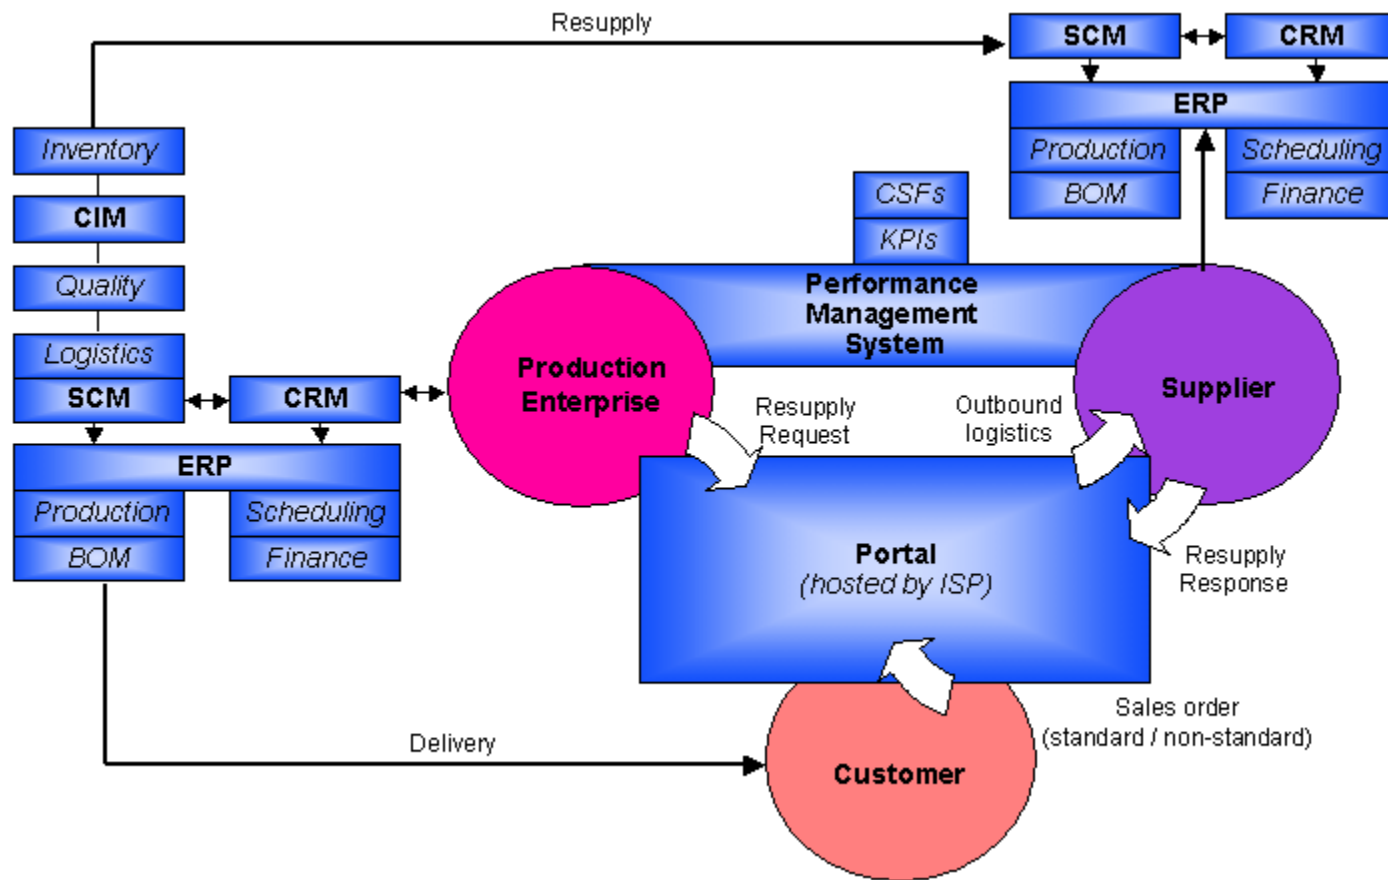 Resupply
SCM
CRM
ERP
Production
Scheduling
BOM
Finance
Inventory
CIM
Quality
Logistics
SCM
CRM
ERP
Production
Scheduling
BOM
Finance
CSFs
KPIs
Performance
Management
System
Production
Enterprise
Supplier
Resupply
Request
Outbound
logistics
Portal
(hosted by ISP)
Resupply
Response
Sales order
(standard / non-standard)
Delivery
Customer